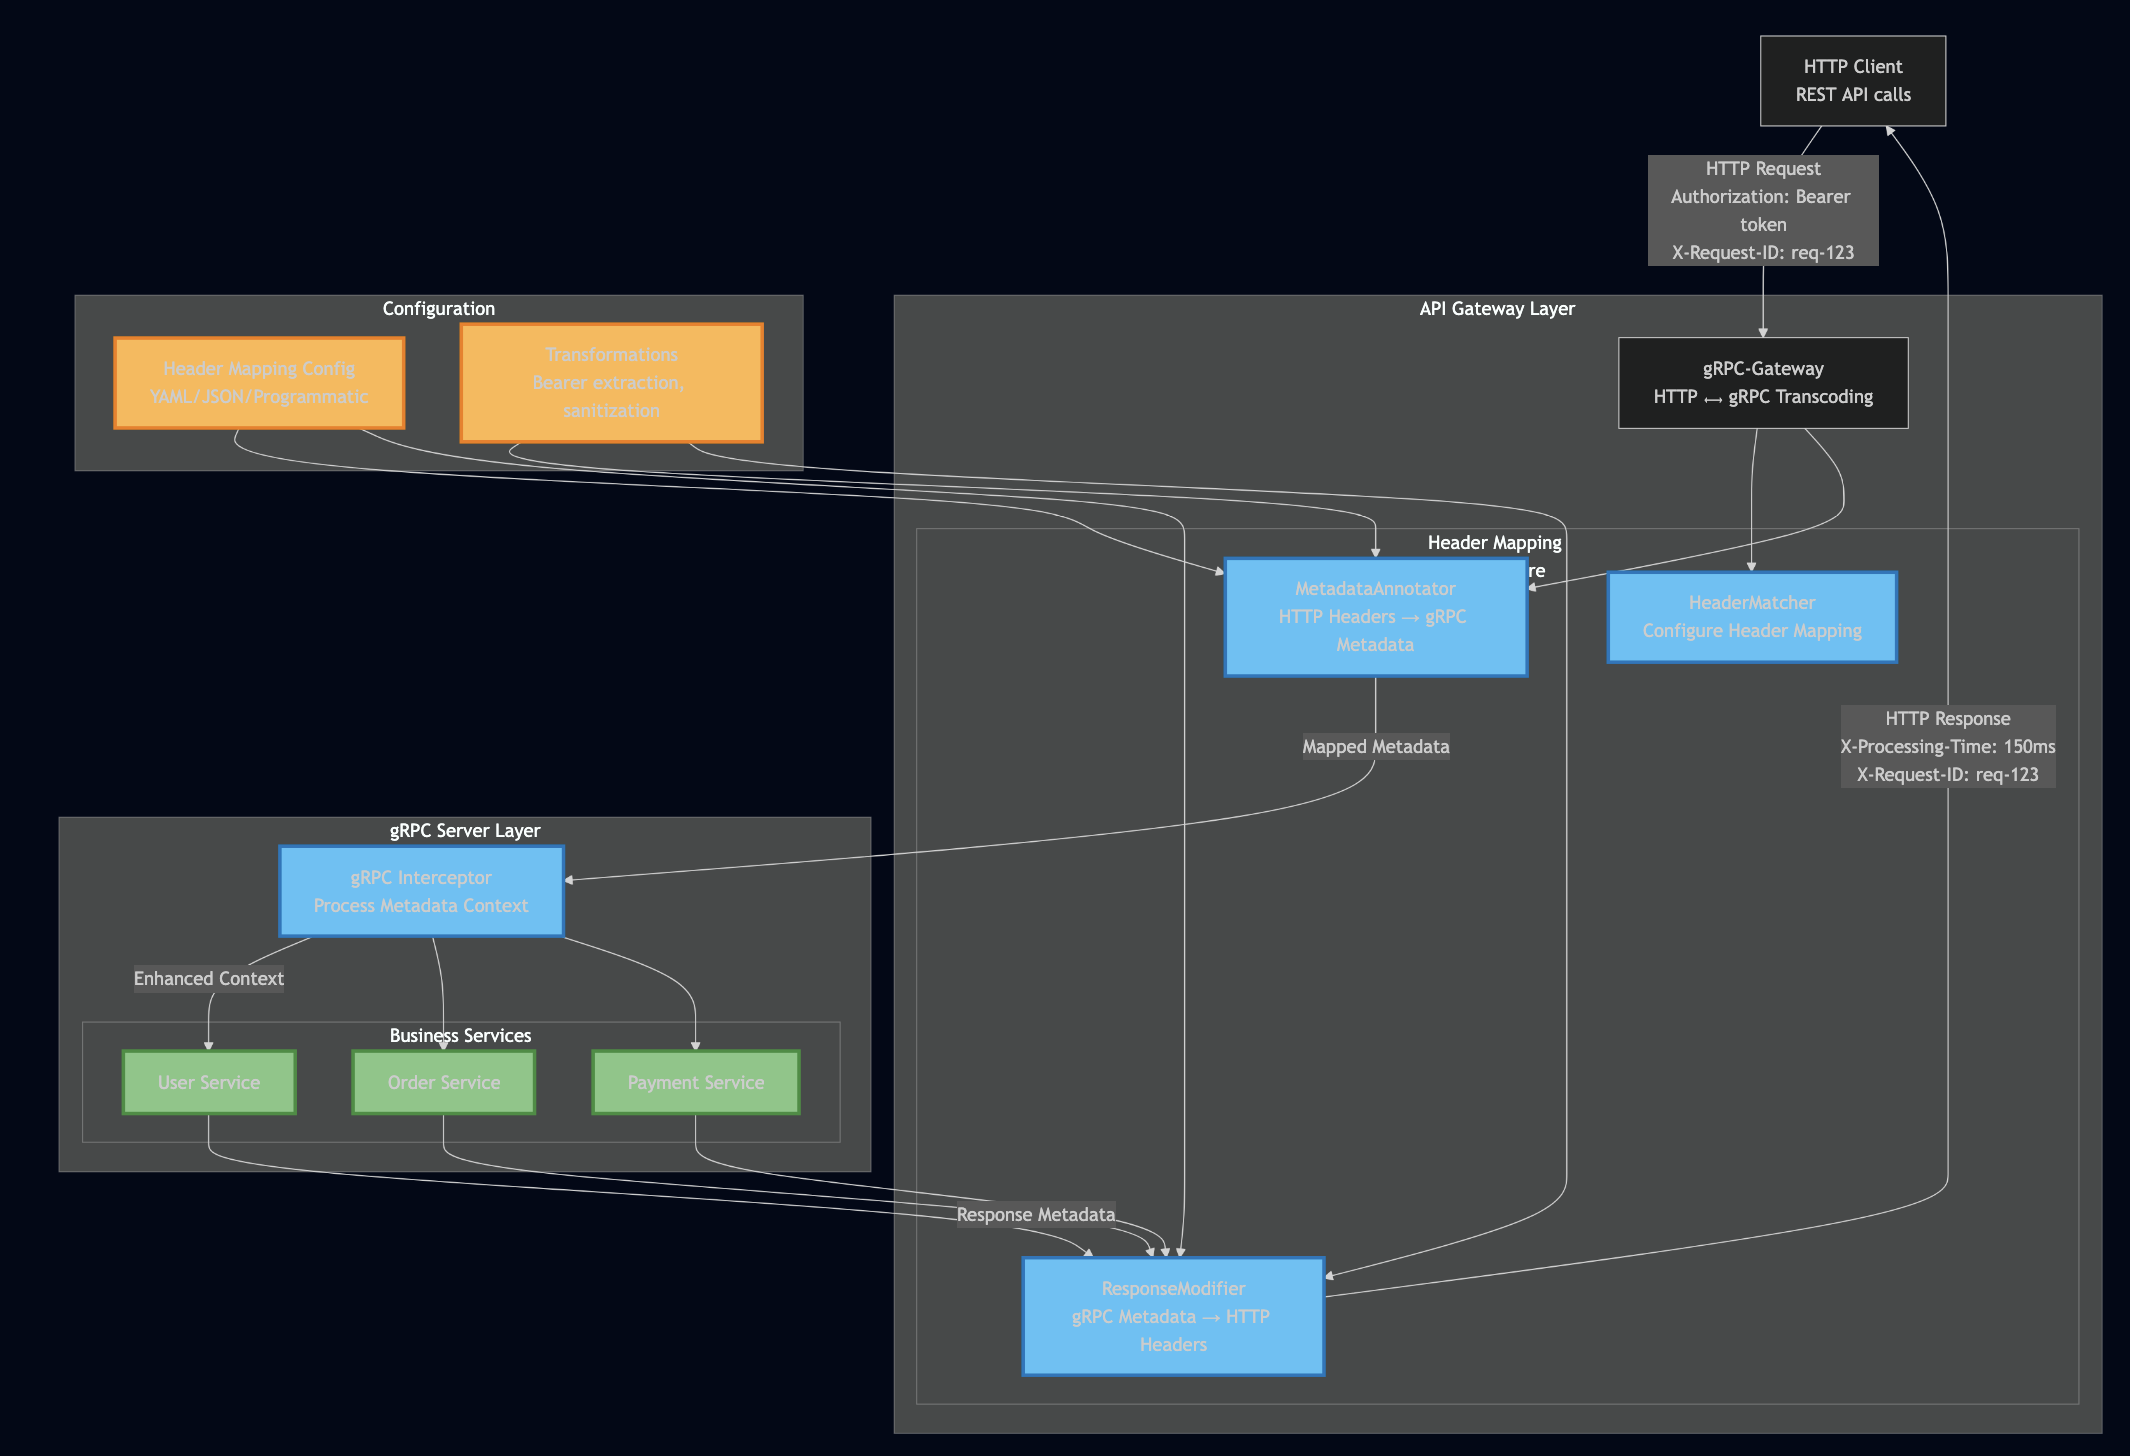 HTTP Client
REST API calls
HTTP Request
Authorization: Bearer
token
X-Request-ID: req-123
Configuration
Header Mapping Config
YAML/JSON/Programmatic
Transformations
Bearer extraction,
sanitization
API Gateway Layer
gRPC-Gateway
HTTP ↔ gRPC Transcoding
Header Mapping
re
MetadataAnnotator
HTTP Headers → gRPC
Metadata
HeaderMatcher
Configure Header Mapping
Mapped Metadata
HTTP Response
X-Processing-Time: 150ms
X-Request-ID: req-123
gRPC Server Layer
gRPC Interceptor
Process Metadata Context
Enhanced Context
Business Services
User Service
Order Service
Payment Service
Response Metadata
ResponseModifier
gRPC Metadata → HTTP
Headers